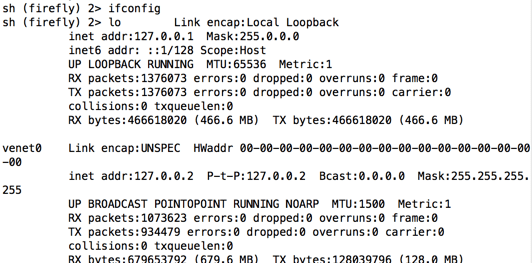 sh (firefly) 2> ifconfig
sh (firefly) 2> lo        Link encap:Local Loopback
          inet addr:127.0.0.1  Mask:255.0.0.0
          inet6 addr: ::1/128 Scope:Host
          UP LOOPBACK RUNNING  MTU:65536  Metric:1
          RX packets:1376073 errors:0 dropped:0 overruns:0 frame:0
          TX packets:1376073 errors:0 dropped:0 overruns:0 carrier:0
          collisions:0 txqueuelen:0
          RX bytes:466618020 (466.6 MB)  TX bytes:466618020 (466.6 MB)

venet0    Link encap:UNSPEC  HWaddr 00-00-00-00-00-00-00-00-00-00-00-00-00-00-00
-00
          inet addr:127.0.0.2  P-t-P:127.0.0.2  Bcast:0.0.0.0  Mask:255.255.255.
255
          UP BROADCAST POINTOPOINT RUNNING NOARP  MTU:1500  Metric:1
          RX packets:1073623 errors:0 dropped:0 overruns:0 frame:0
          TX packets:934479 errors:0 dropped:0 overruns:0 carrier:0
          collisions:0 txqueuelen:0
          RX bytes:679653792 (679.6 MB)  TX bytes:128039796 (128.0 MB)